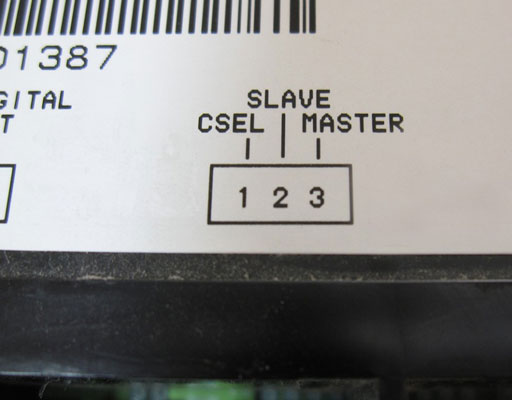 01387
GITAL
T
SLAVE
CSEL MASTER
1 2 3